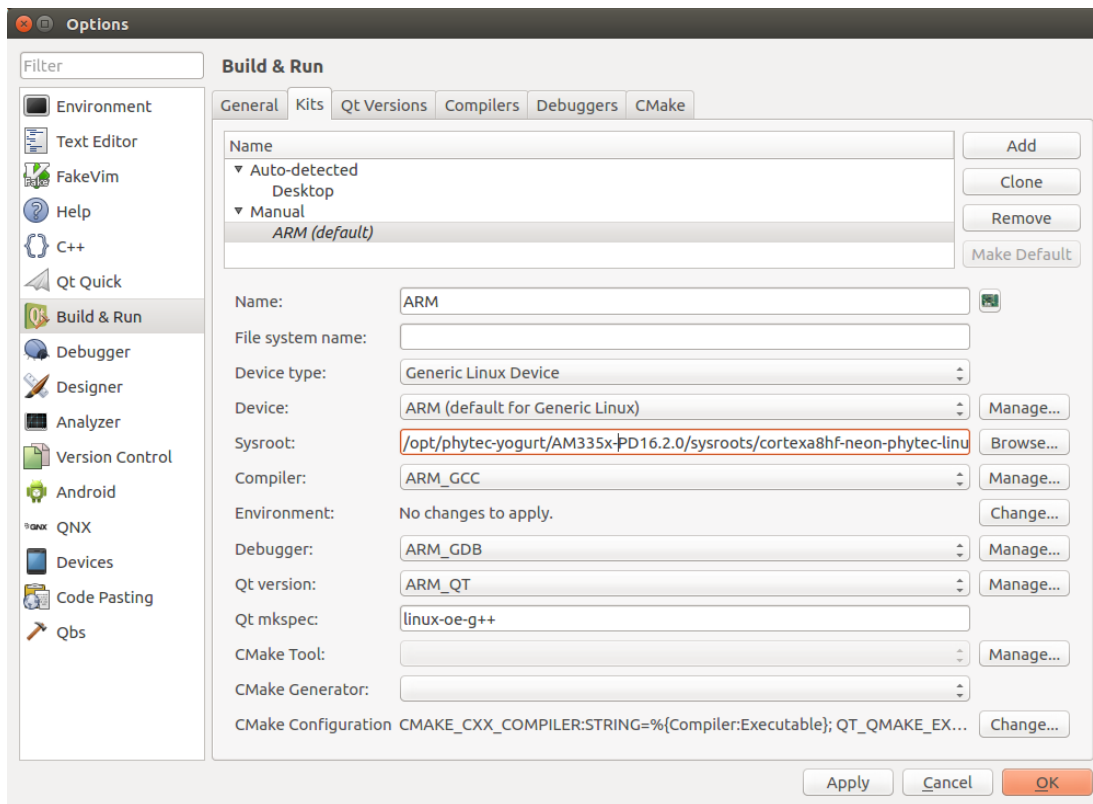 Options
Filter
Build & Run
Environment
Text Editor
FakeVim
Help
C++
Qt Quick
Build & Run
Debugger
Designer
Analyzer
Version Control
Android
QNX
Devices
Code Pasting
Qbs
General Kits Qt Versions Compilers Debuggers CMake
Name
Auto-detected
Desktop
Manual
ARM (default)
Add
Clone
Remove
Make Default
Name: ARM
File system name:
Device type: Generic Linux Device
Device: ARM (default for Generic Linux) Manage...
Sysroot: /opt/phytec-yogurt/AM335x-PD16.2.0/sysroots/cortexa8hf-neon-phytec-linu Browse...
Compiler: ARM_GCC Manage...
Environment: No changes to apply. Change...
Debugger: ARM_GDB Manage...
Qt version: ARM_QT Manage...
Qt mkspec: linux-oe-g++
CMake Tool: Manage...
CMake Generator:
CMake Configuration CMAKE_CXX_COMPILER:STRING=%{Compiler:Executable}; QT_QMAKE_EX... Change...
Apply Cancel OK